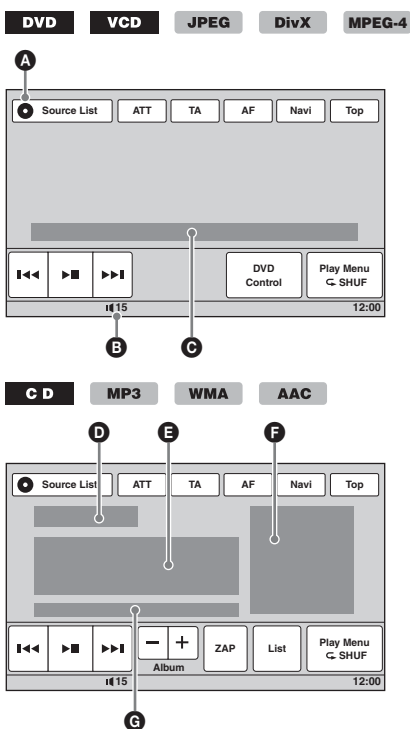 DVD VCD JPEG DivX MPEG-4
A
Source List ATT TA AF Navi Top
DVD Control Play Menu SHUF
15 12:00
B C
CD MP3 WMA AAC
D E F
Source List ATT TA AF Navi Top
− + Album ZAP List Play Menu SHUF
15 12:00
G